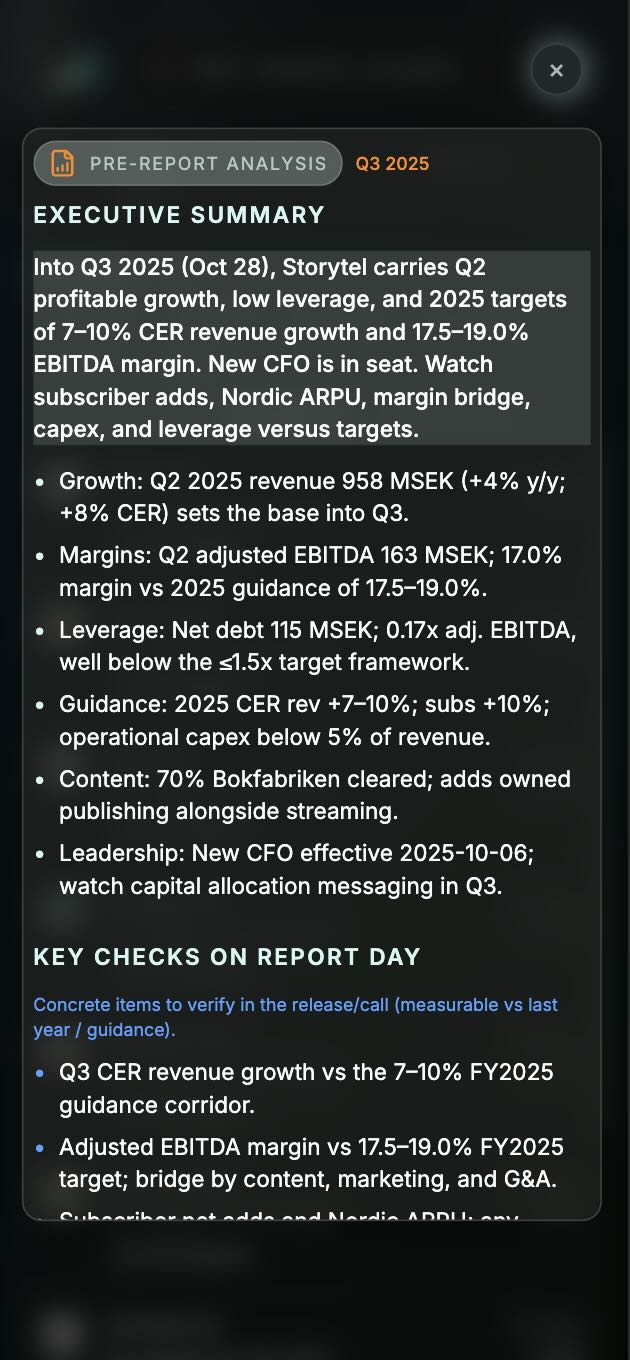 ×
PRE-REPORT ANALYSIS Q3 2025
EXECUTIVE SUMMARY
Into Q3 2025 (Oct 28), Storytel carries Q2
profitable growth, low leverage, and 2025 targets
of 7–10% CER revenue growth and 17.5–19.0%
EBITDA margin. New CFO is in seat. Watch
subscriber adds, Nordic ARPU, margin bridge,
capex, and leverage versus targets.
• Growth: Q2 2025 revenue 958 MSEK (+4% y/y;
+8% CER) sets the base into Q3.
• Margins: Q2 adjusted EBITDA 163 MSEK; 17.0%
margin vs 2025 guidance of 17.5–19.0%.
• Leverage: Net debt 115 MSEK; 0.17x adj. EBITDA,
well below the ≤1.5x target framework.
• Guidance: 2025 CER rev +7–10%; subs +10%;
operational capex below 5% of revenue.
• Content: 70% Bokfabriken cleared; adds owned
publishing alongside streaming.
• Leadership: New CFO effective 2025-10-06;
watch capital allocation messaging in Q3.
KEY CHECKS ON REPORT DAY
Concrete items to verify in the release/call (measurable vs last
year / guidance).
• Q3 CER revenue growth vs the 7–10% FY2025
guidance corridor.
• Adjusted EBITDA margin vs 17.5–19.0% FY2025
target; bridge by content, marketing, and G&A.
• Subscriber net adds and Nordic ARPU; any